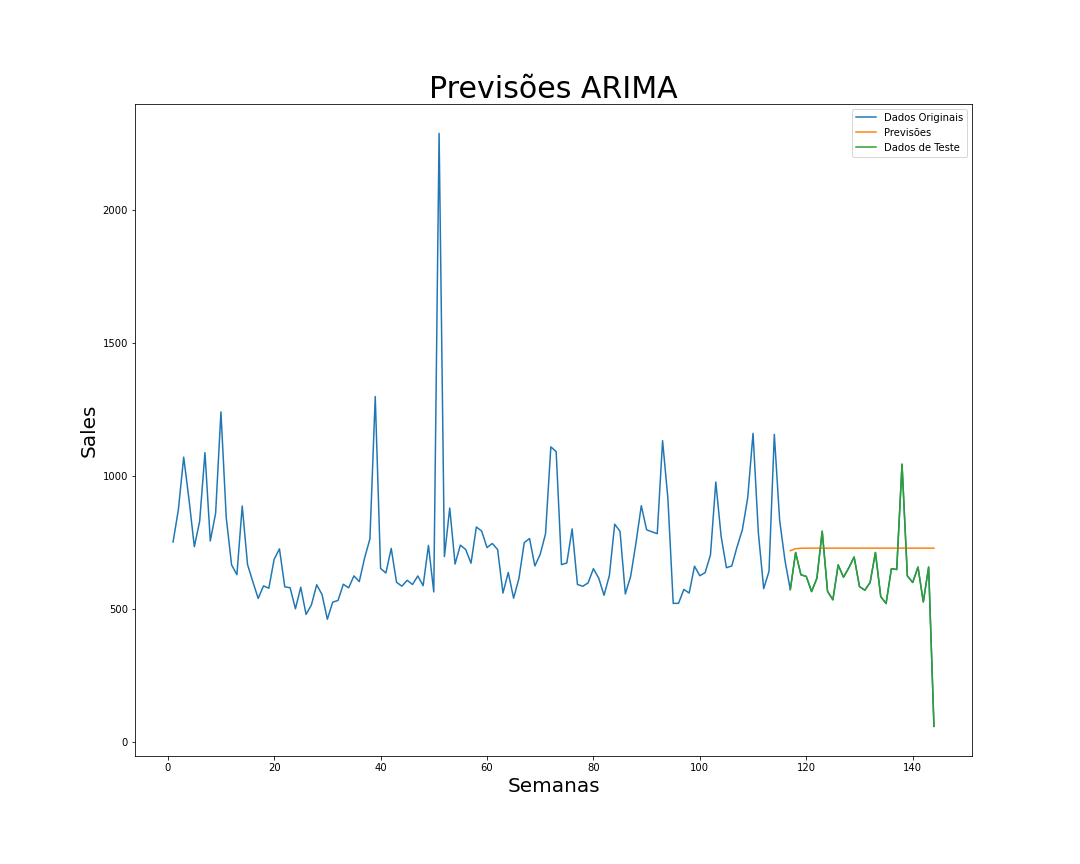 Previsões ARIMA
Dados Originais
Previsões
Dados de Teste
Sales
2000
1500
1000
500
0
0 20 40 60 80 100 120 140
Semanas